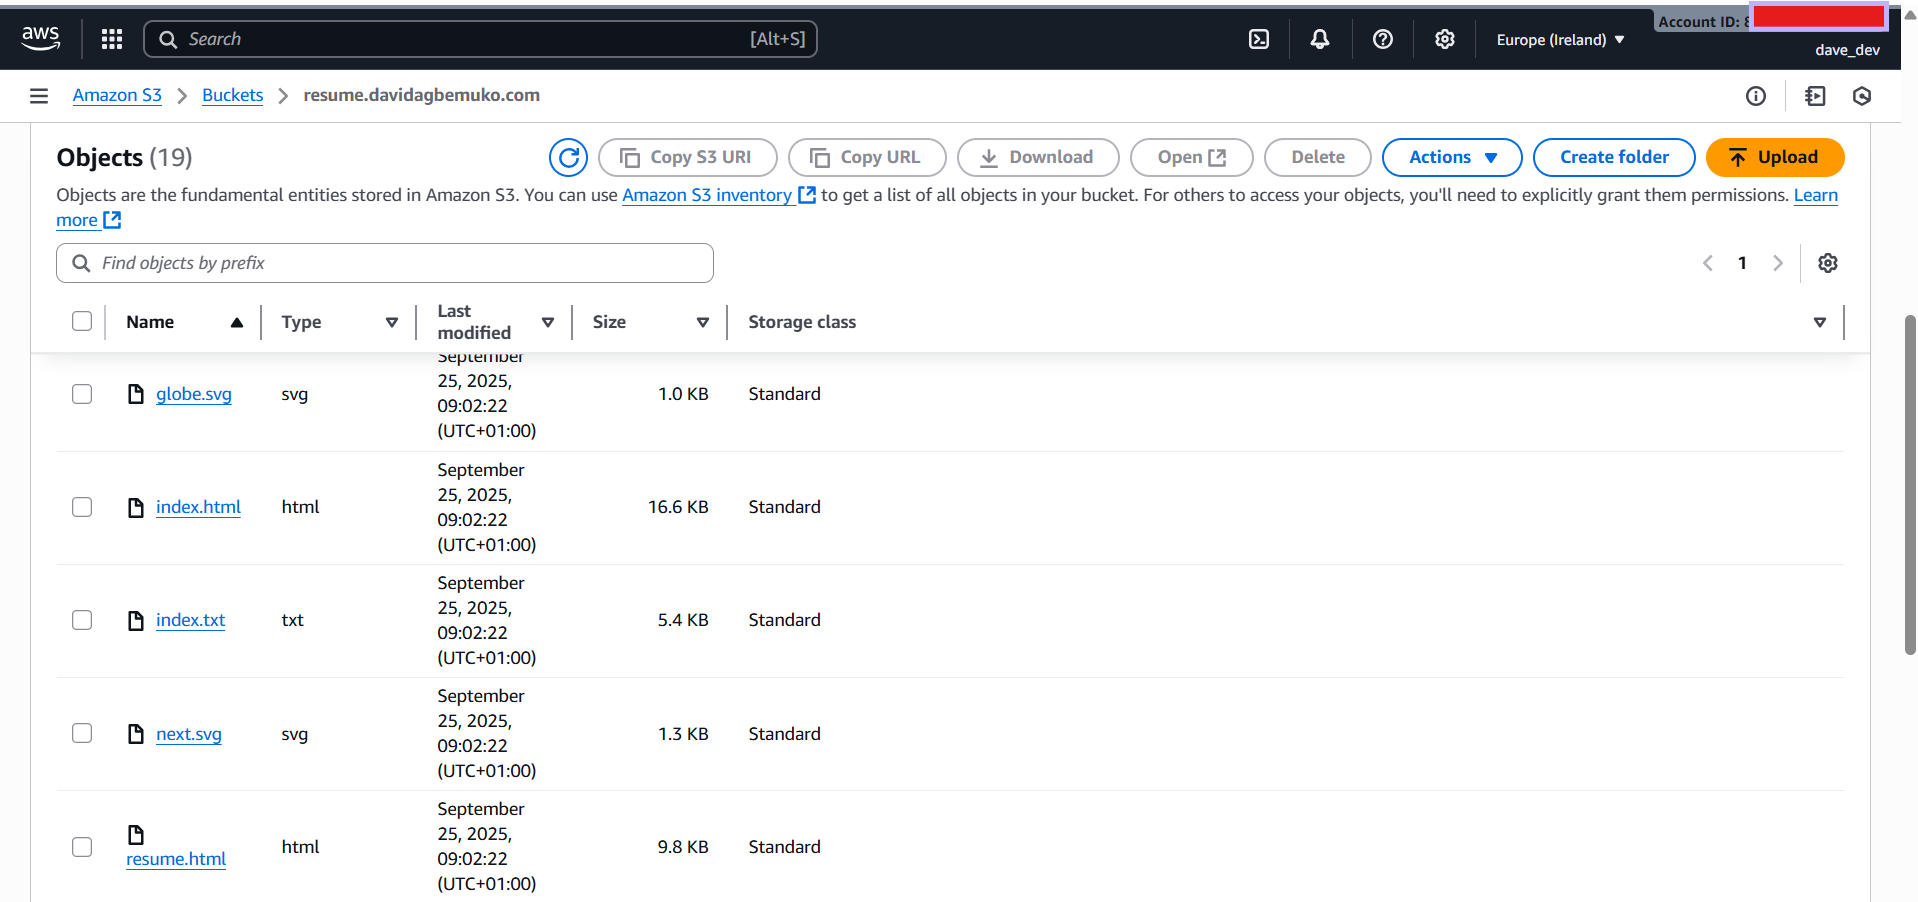 aws
Search [Alt+S]
Europe (Ireland)
Account ID: 8
dave_dev
Amazon S3 > Buckets > resume.davidagbemuko.com
Objects (19)
Copy S3 URI
Copy URL
Download
Open
Delete
Actions
Create folder
Upload
Objects are the fundamental entities stored in Amazon S3. You can use Amazon S3 inventory to get a list of all objects in your bucket. For others to access your objects, you'll need to explicitly grant them permissions. Learn
more
Find objects by prefix
1
Name Type Last modified Size Storage class
September
25, 2025,
globe.svg svg 1.0 KB Standard
09:02:22
(UTC+01:00)
September
25, 2025,
index.html html 16.6 KB Standard
09:02:22
(UTC+01:00)
September
25, 2025,
index.txt txt 5.4 KB Standard
09:02:22
(UTC+01:00)
September
25, 2025,
next.svg svg 1.3 KB Standard
09:02:22
(UTC+01:00)
September
25, 2025,
resume.html html 9.8 KB Standard
09:02:22
(UTC+01:00)